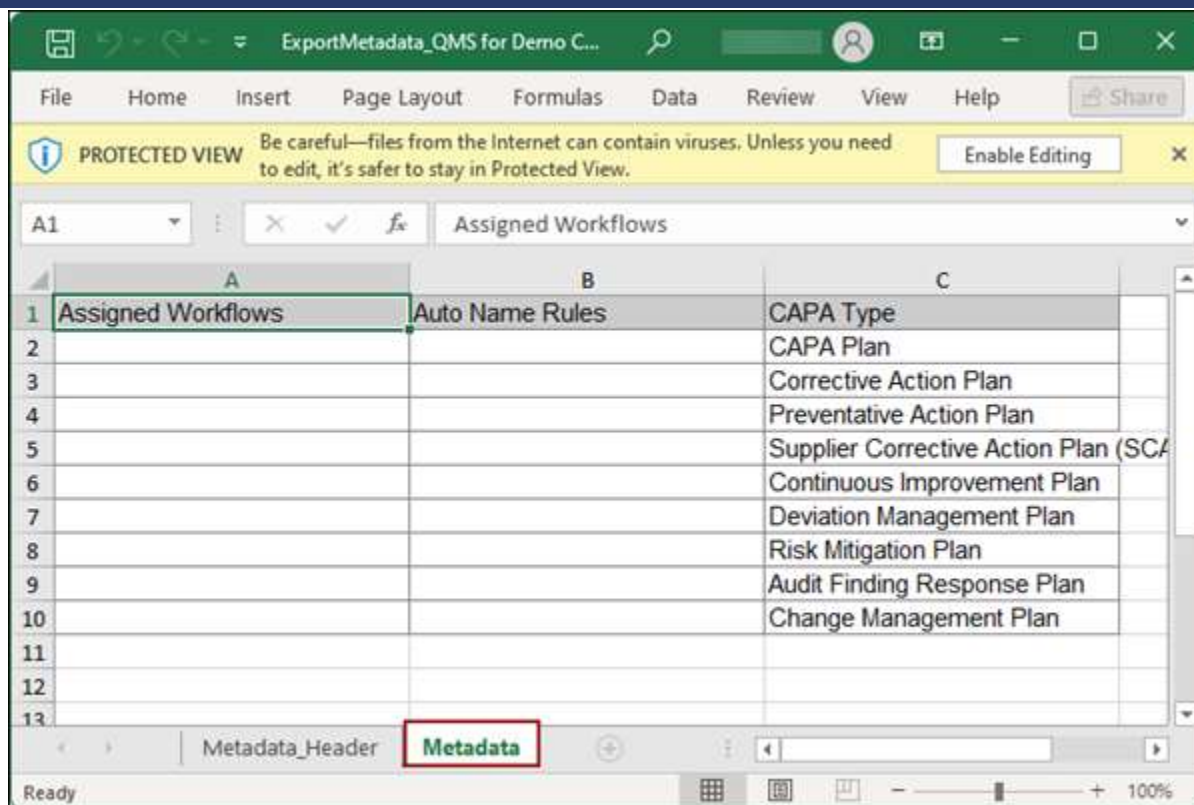 ExportMetadata_QMS for Demo C...
File Home Insert Page Layout Formulas Data Review View Help Share
PROTECTED VIEW Be careful—files from the Internet can contain viruses. Unless you need
to edit, it's safer to stay in Protected View.
Enable Editing
A1 fx Assigned Workflows
A B C
1 Assigned Workflows Auto Name Rules CAPA Type
2 CAPA Plan
3 Corrective Action Plan
4 Preventative Action Plan
5 Supplier Corrective Action Plan (SCA
6 Continuous Improvement Plan
7 Deviation Management Plan
8 Risk Mitigation Plan
9 Audit Finding Response Plan
10 Change Management Plan
11
12
13
Metadata_Header Metadata
Ready 100%